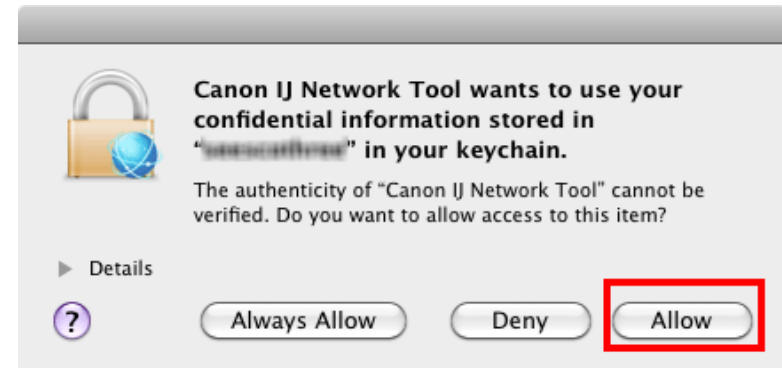 Canon IJ Network Tool wants to use your
confidential information stored in
“ ” in your keychain.
The authenticity of “Canon IJ Network Tool” cannot be
verified. Do you want to allow access to this item?
Details
?
Always Allow Deny Allow